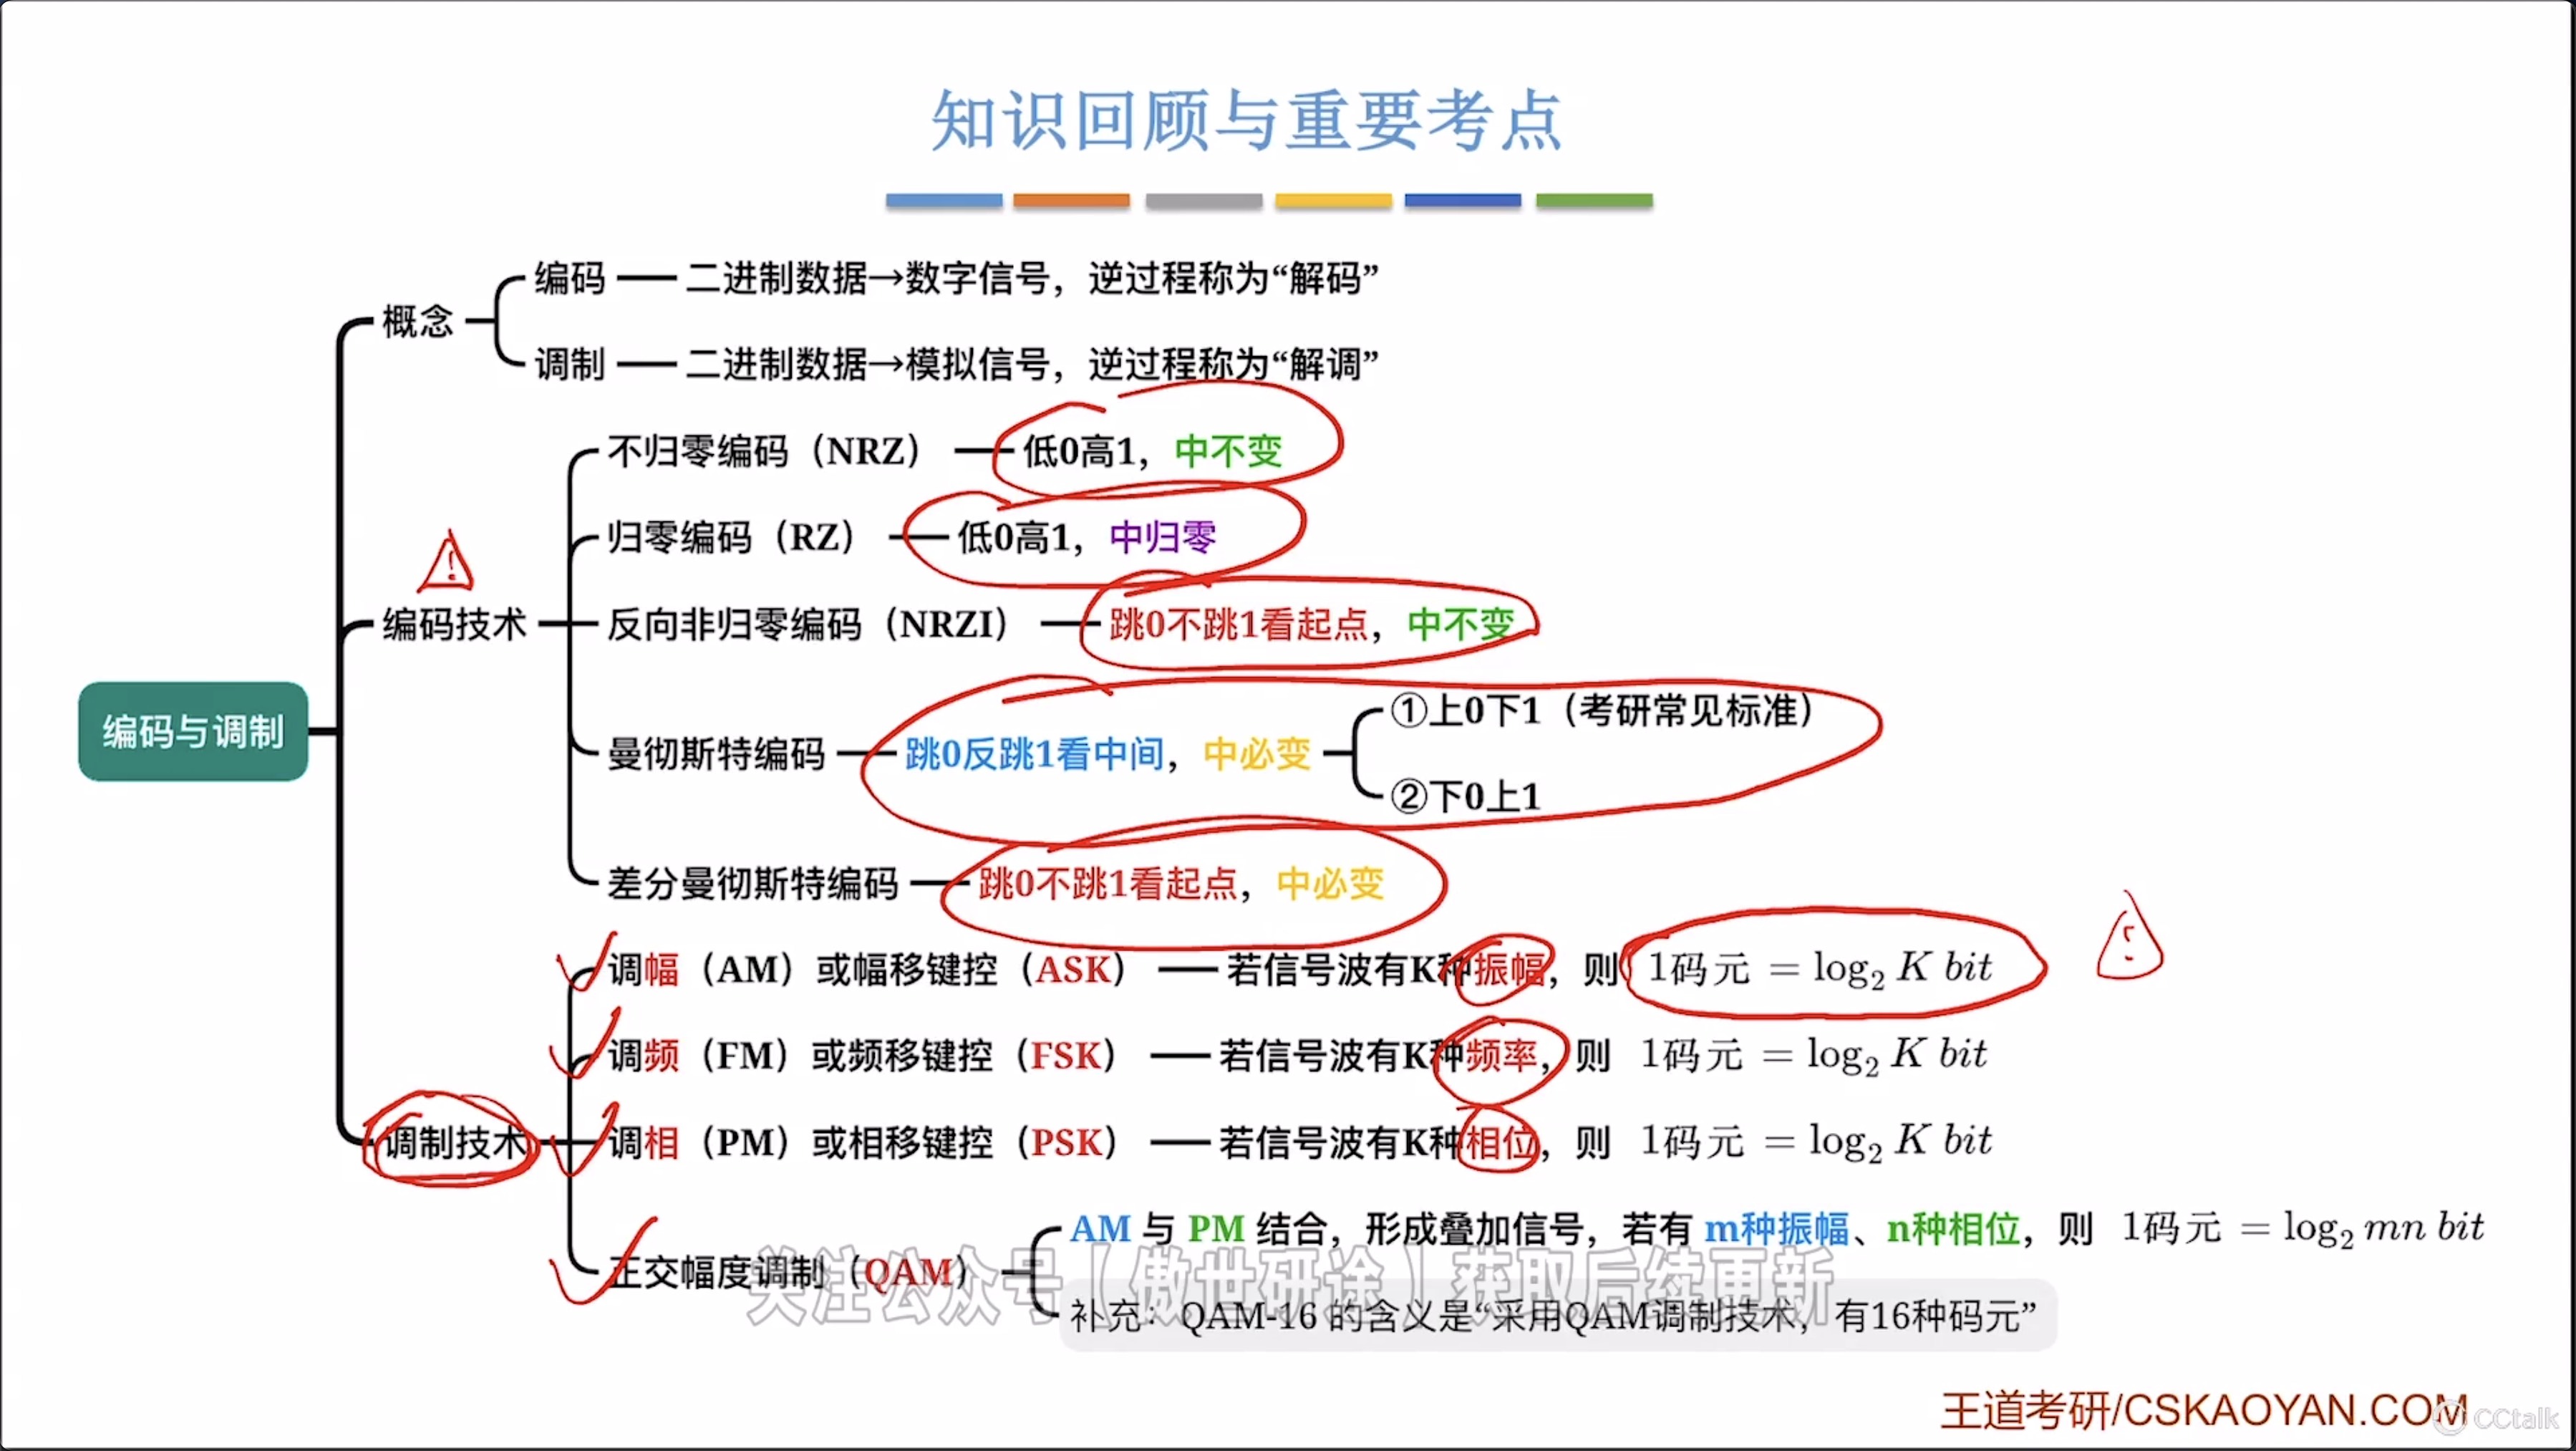 知识回顾与重要考点
编码与调制
概念
编码 二进制数据→数字信号，逆过程称为“解码”
调制 二进制数据→模拟信号，逆过程称为“解调”
编码技术
不归零编码（NRZ） 低0高1，中不变
归零编码（RZ） 低0高1，中归零
反向非归零编码（NRZI） 跳0不跳1看起点，中不变
曼彻斯特编码 跳0反跳1看中间，中必变
①上0下1（考研常见标准）
②下0上1
差分曼彻斯特编码 跳0不跳1看起点，中必变
调制技术
调幅（AM）或幅移键控（ASK） 若信号波有K种振幅，则 1码元 = log₂ K bit
调频（FM）或频移键控（FSK） 若信号波有K种频率，则 1码元 = log₂ K bit
调相（PM）或相移键控（PSK） 若信号波有K种相位，则 1码元 = log₂ K bit
正交幅度调制（QAM）
AM 与 PM 结合，形成叠加信号，若有 m种振幅、n种相位，则 1码元 = log₂ mn bit
补充：QAM-16 的含义是“采用QAM调制技术，有16种码元”
关注公众号【傲世研途】获取后续更新
王道考研/CSKAOYAN.COM
CCtalk